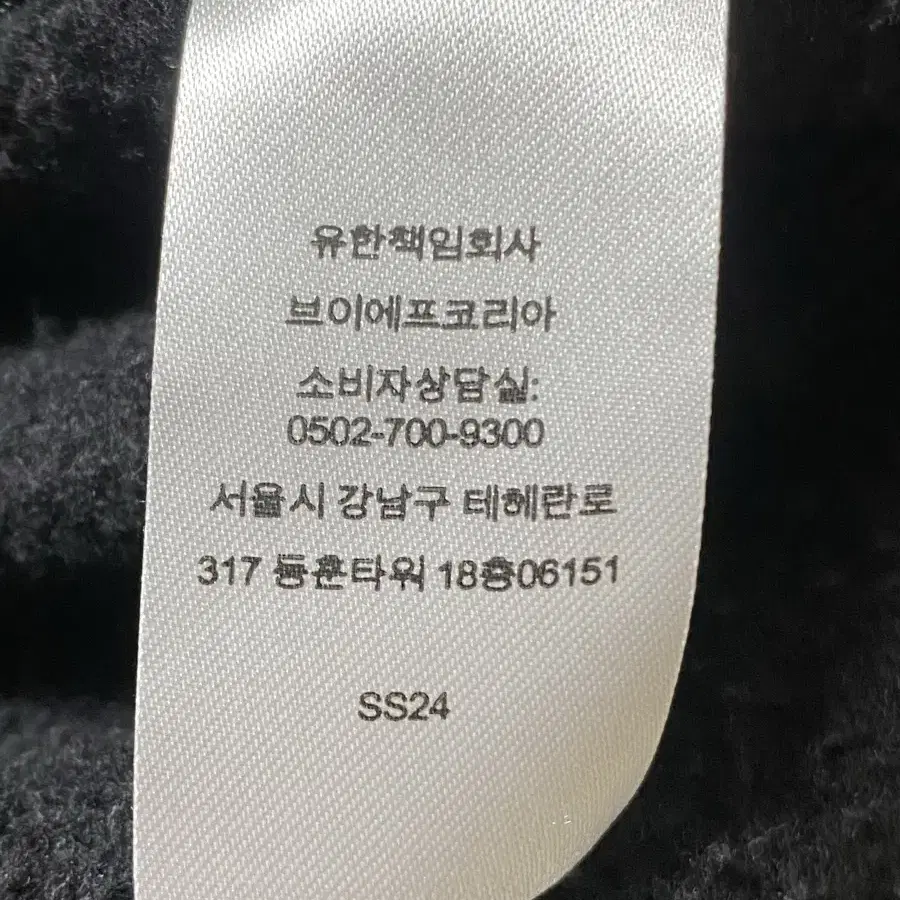 유한책임회사
브이에프코리아
소비자상담실:
0502-700-9300
서울시 강남구 테헤란로
317 동훈타워 18층06151
SS24